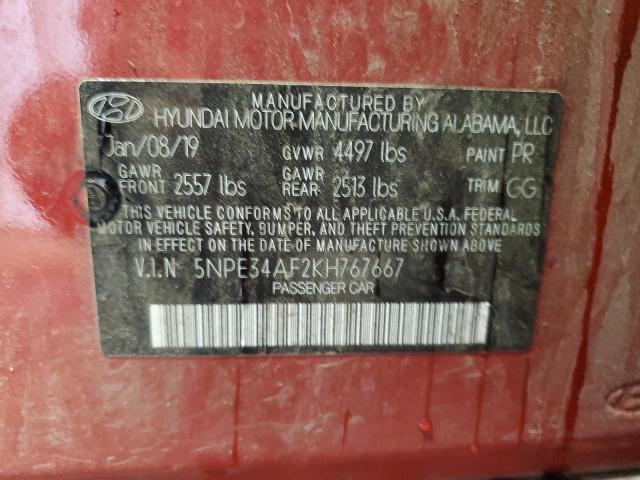 MANUFACTURED BY
HYUNDAI MOTOR MANUFACTURING ALABAMA, LLC
Jan/08/19 GVWR 4497 lbs PAINT PR
GAWR FRONT 2557 lbs GAWR REAR 2513 lbs TRIM GG
THIS VEHICLE CONFORMS TO ALL APPLICABLE U.S.A. FEDERAL
MOTOR VEHICLE SAFETY, BUMPER, AND THEFT PREVENTION STANDARDS
IN EFFECT ON THE DATE OF MANUFACTURE SHOWN ABOVE.
V.I.N 5NPE34AF2KH767667
PASSENGER CAR